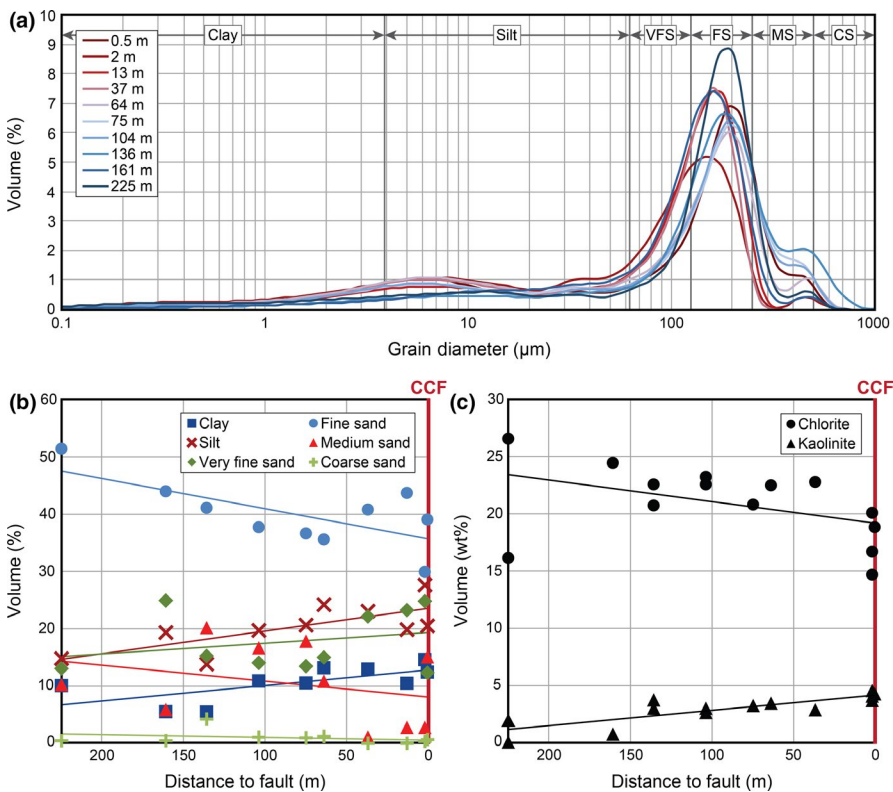 (a)
Volume (%)
10
9
8
7
6
5
4
3
2
1
0
Clay
Silt
VFS
FS
MS
CS
0.5 m
2 m
13 m
37 m
64 m
75 m
104 m
136 m
161 m
225 m
0.1
1
10
100
1000
Grain diameter (µm)
(b)
CCF
Volume (%)
60
50
40
30
20
10
0
Clay
Fine sand
Silt
Medium sand
Very fine sand
Coarse sand
200
150
100
50
0
Distance to fault (m)
(c)
CCF
Volume (wt%)
30
25
20
15
10
5
0
Chlorite
Kaolinite
200
150
100
50
0
Distance to fault (m)